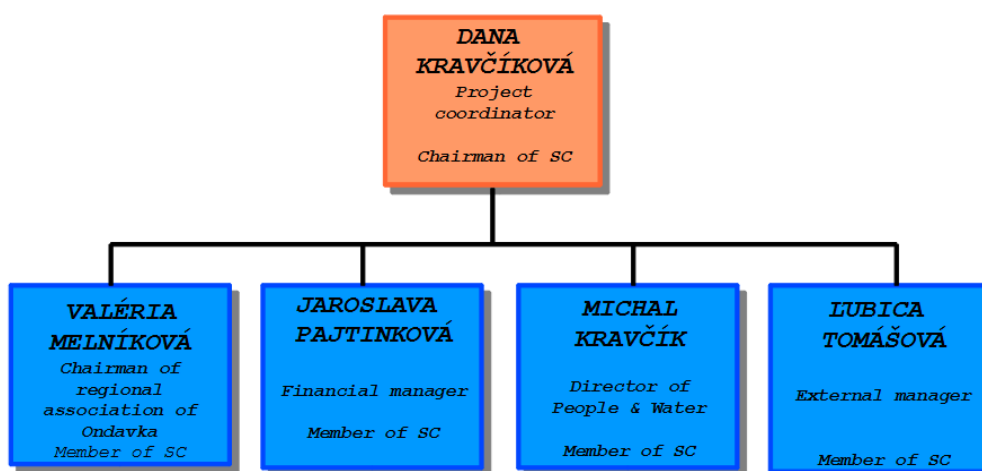 DANA
KRAVČÍKOVÁ
Project
coordinator
Chairman of SC
VALÉRIA
MELNÍKOVÁ
Chairman of
regional
association of
Ondavka
Member of SC
JAROSLAVA
PAJTINKOVÁ
Financial manager
Member of SC
MICHAL
KRAVČÍK
Director of
People & Water
Member of SC
ĽUBICA
TOMÁŠOVÁ
External manager
Member of SC